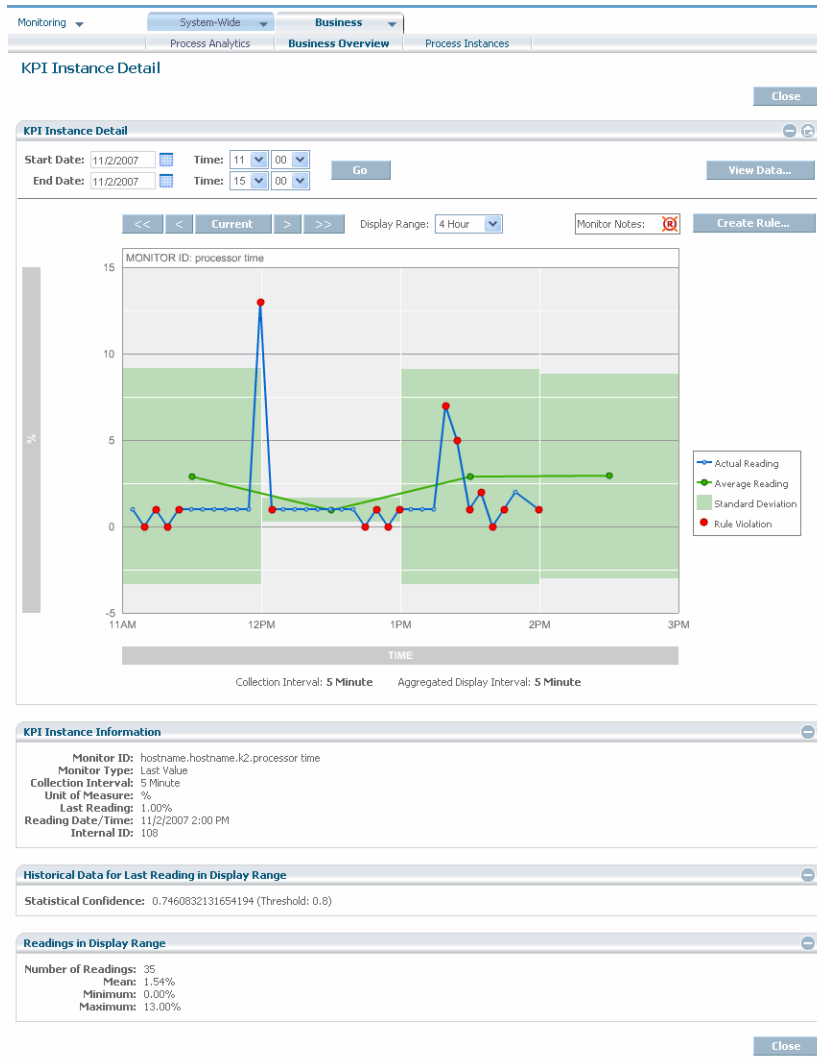 Monitoring System-Wide Business
Process Analytics Business Overview Process Instances
KPI Instance Detail
Close
KPI Instance Detail
Start Date: 11/2/2007 Time: 11 00
End Date: 11/2/2007 Time: 15 00
Go
View Data...
<< < Current > >> Display Range: 4 Hour Monitor Notes: R Create Rule...
MONITOR ID: processor time
15
10
5
0
-5
%
11AM 12PM 1PM 2PM 3PM
TIME
Actual Reading
Average Reading
Standard Deviation
Rule Violation
Collection Interval: 5 Minute Aggregated Display Interval: 5 Minute
KPI Instance Information
Monitor ID: hostname.hostname.k2.processor time
Monitor Type: Last Value
Collection Interval: 5 Minute
Unit of Measure: %
Last Reading: 1.00%
Reading Date/Time: 11/2/2007 2:00 PM
Internal ID: 108
Historical Data for Last Reading in Display Range
Statistical Confidence: 0.7460832131654194 (Threshold: 0.8)
Readings in Display Range
Number of Readings: 35
Mean: 1.54%
Minimum: 0.00%
Maximum: 13.00%
Close